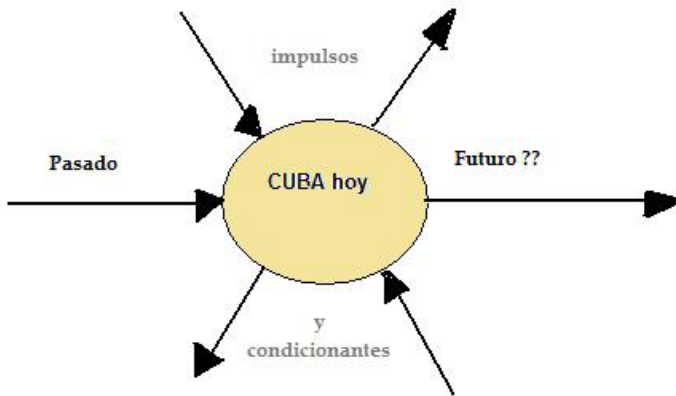 impulsos
Pasado
CUBA hoy
Futuro ??
y
condicionantes